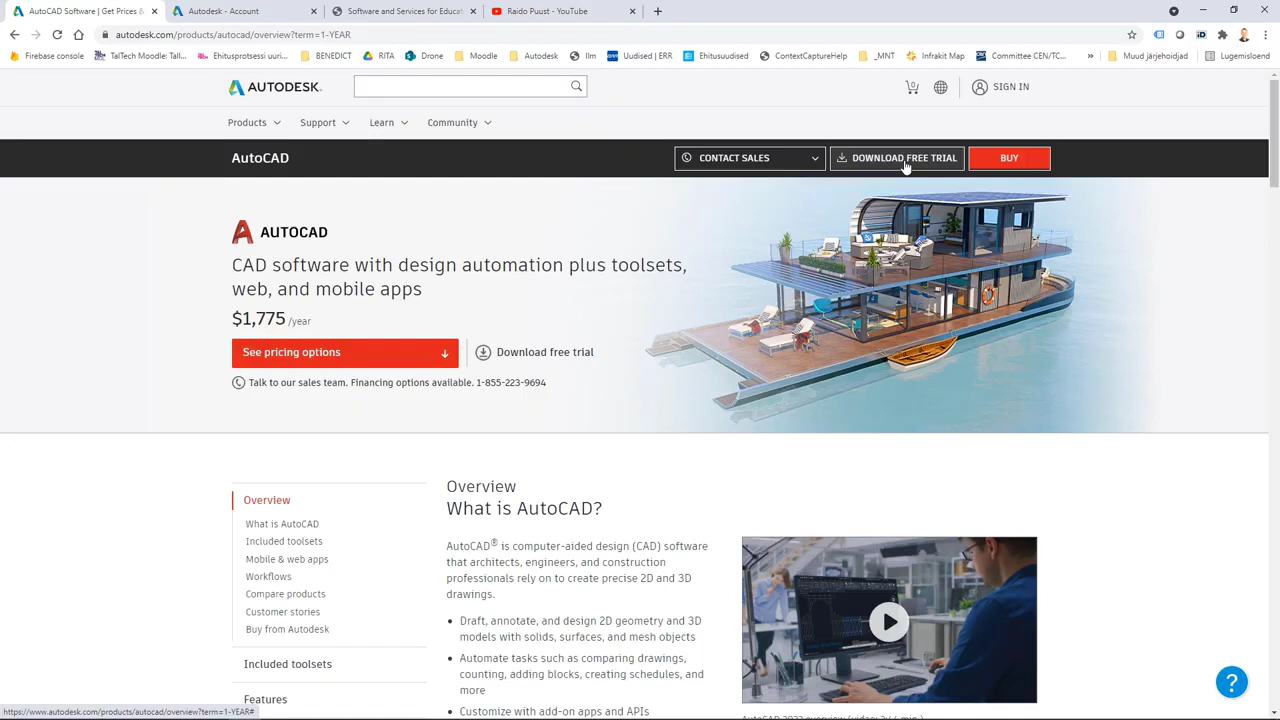 AutoCAD Software | Get Prices &
Autodesk - Account
Software and Services for Educat
Raido Puust - YouTube
autodesk.com/products/autocad/overview?term=1-YEAR
Firebase console
TalTech Moodle: Tall...
Ehitusprotsessi uurin...
BENEDICT
RITA
Drone
Moodle
Autodesk
Ilm
Uudised | ERR
Ehitusuudised
ContextCaptureHelp
_MNT
Infrakit Map
Committee CEN/TC...
»
Muud järjehoidjad
Lugemisloend
AUTODESK.
0
SIGN IN
Products
Support
Learn
Community
AutoCAD
CONTACT SALES
DOWNLOAD FREE TRIAL
BUY
AUTOCAD
CAD software with design automation plus toolsets,
web, and mobile apps
$1,775 /year
See pricing options
Download free trial
Talk to our sales team. Financing options available. 1-855-223-9694
Overview
What is AutoCAD
Included toolsets
Mobile & web apps
Workflows
Compare products
Customer stories
Buy from Autodesk
Included toolsets
Features
Overview
What is AutoCAD?
AutoCAD® is computer-aided design (CAD) software
that architects, engineers, and construction
professionals rely on to create precise 2D and 3D
drawings.
• Draft, annotate, and design 2D geometry and 3D
models with solids, surfaces, and mesh objects
• Automate tasks such as comparing drawings,
counting, adding blocks, creating schedules, and
more
• Customize with add-on apps and APIs
?
https://www.autodesk.com/products/autocad/overview?term=1-YEAR#